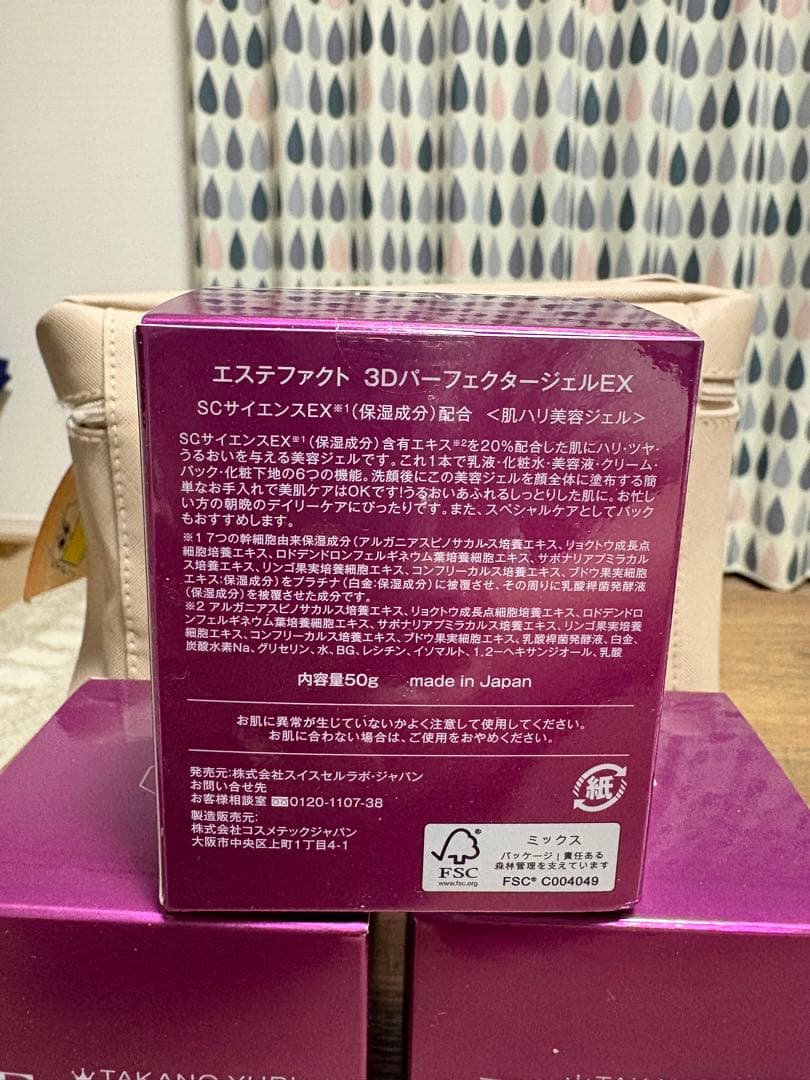 エステファクト 3DパーフェクタージェルEX
SCサイエンスEX※1(保湿成分)配合 <肌ハリ美容ジェル>
SCサイエンスEX※1(保湿成分)含有エキス※2を20%配合した肌にハリ・ツヤ・
うるおいを与える美容ジェルです。これ1本で乳液・化粧水・美容液・クリーム・
パック・化粧下地の6つの機能。洗顔後にこの美容ジェルを顔全体に塗布する簡
単なお手入れで美肌ケアはOKです!うるおいあふれるしっとりした肌に。お忙し
い方の朝晩のデイリーケアにぴったりです。また、スペシャルケアとしてパック
もおすすめします。
※1 7つの幹細胞由来保湿成分(アルガニアスピノサカルス培養エキス、リョクトウ成長点
細胞培養エキス、ロドデンドロンフェルギネウム葉培養細胞エキス、サポナリアプミラカル
ス培養エキス、リンゴ果実培養細胞エキス、コンフリーカルス培養エキス、ブドウ果実細胞
エキス:保湿成分)をプラチナ(白金:保湿成分)に被覆させ、その周りに乳酸桿菌発酵液
(保湿成分)を被覆させた成分です。
※2 アルガニアスピノサカルス培養エキス、リョクトウ成長点細胞培養エキス、ロドデンドロ
ンフェルギネウム葉培養細胞エキス、サポナリアプミラカルス培養エキス、リンゴ果実培養
細胞エキス、コンフリーカルス培養エキス、ブドウ果実細胞エキス、乳酸桿菌発酵液、白金、
炭酸水素Na、グリセリン、水、BG、レシチン、イソマルト、1,2-ヘキサンジオール、乳酸
内容量50g made in Japan
お肌に異常が生じていないかよく注意して使用してください。
お肌に合わない場合は、ご使用をおやめください。
発売元:株式会社スイスセルラボ・ジャパン
お問い合わせ先
お客様相談室 0120-1107-38
製造販売元:
株式会社コスメテックジャパン
大阪市中央区上町1丁目4-1
紙
FSC
www.fsc.org
ミックス
パッケージ|責任ある
森林管理を支えています
FSC® C004049
TAKANO YURI
TAKANO